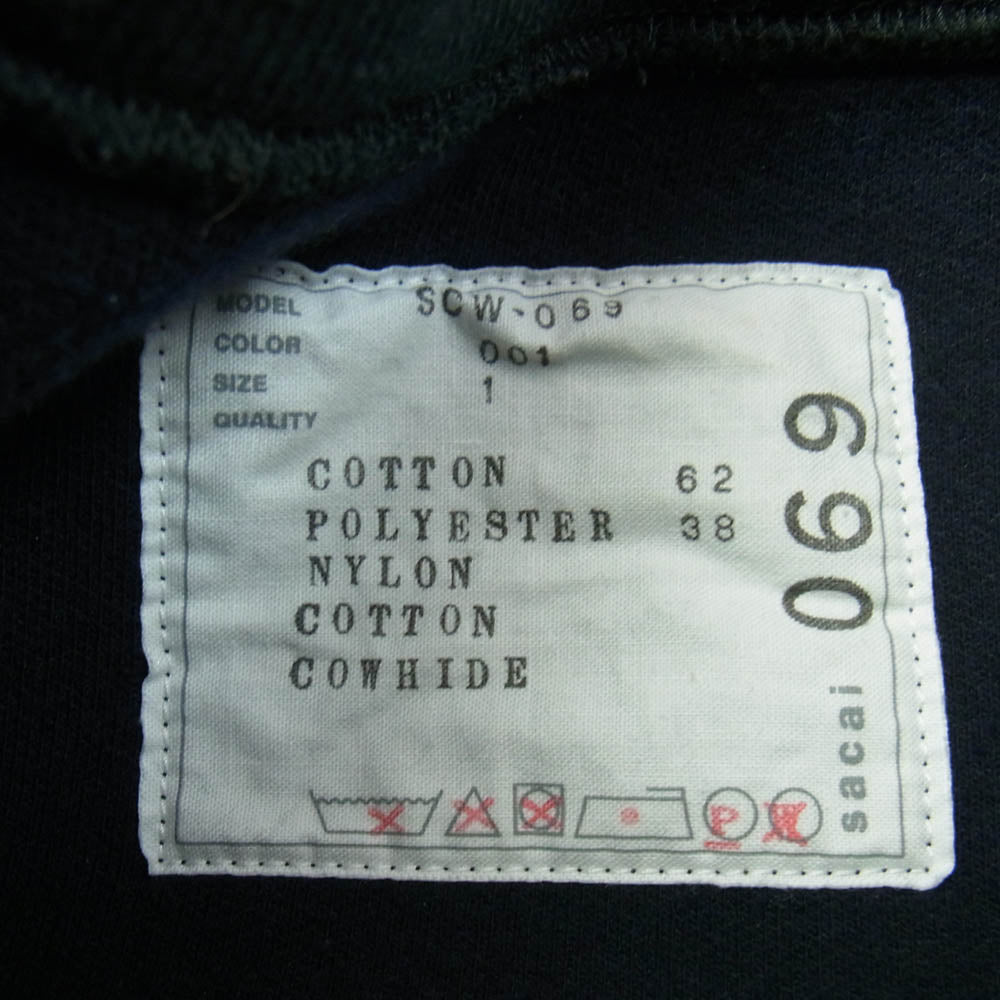 MODEL SCW-069
COLOR 001
SIZE 1
QUALITY
COTTON 62
POLYESTER 38
NYLON
COTTON
COWHIDE
P
sacai 069